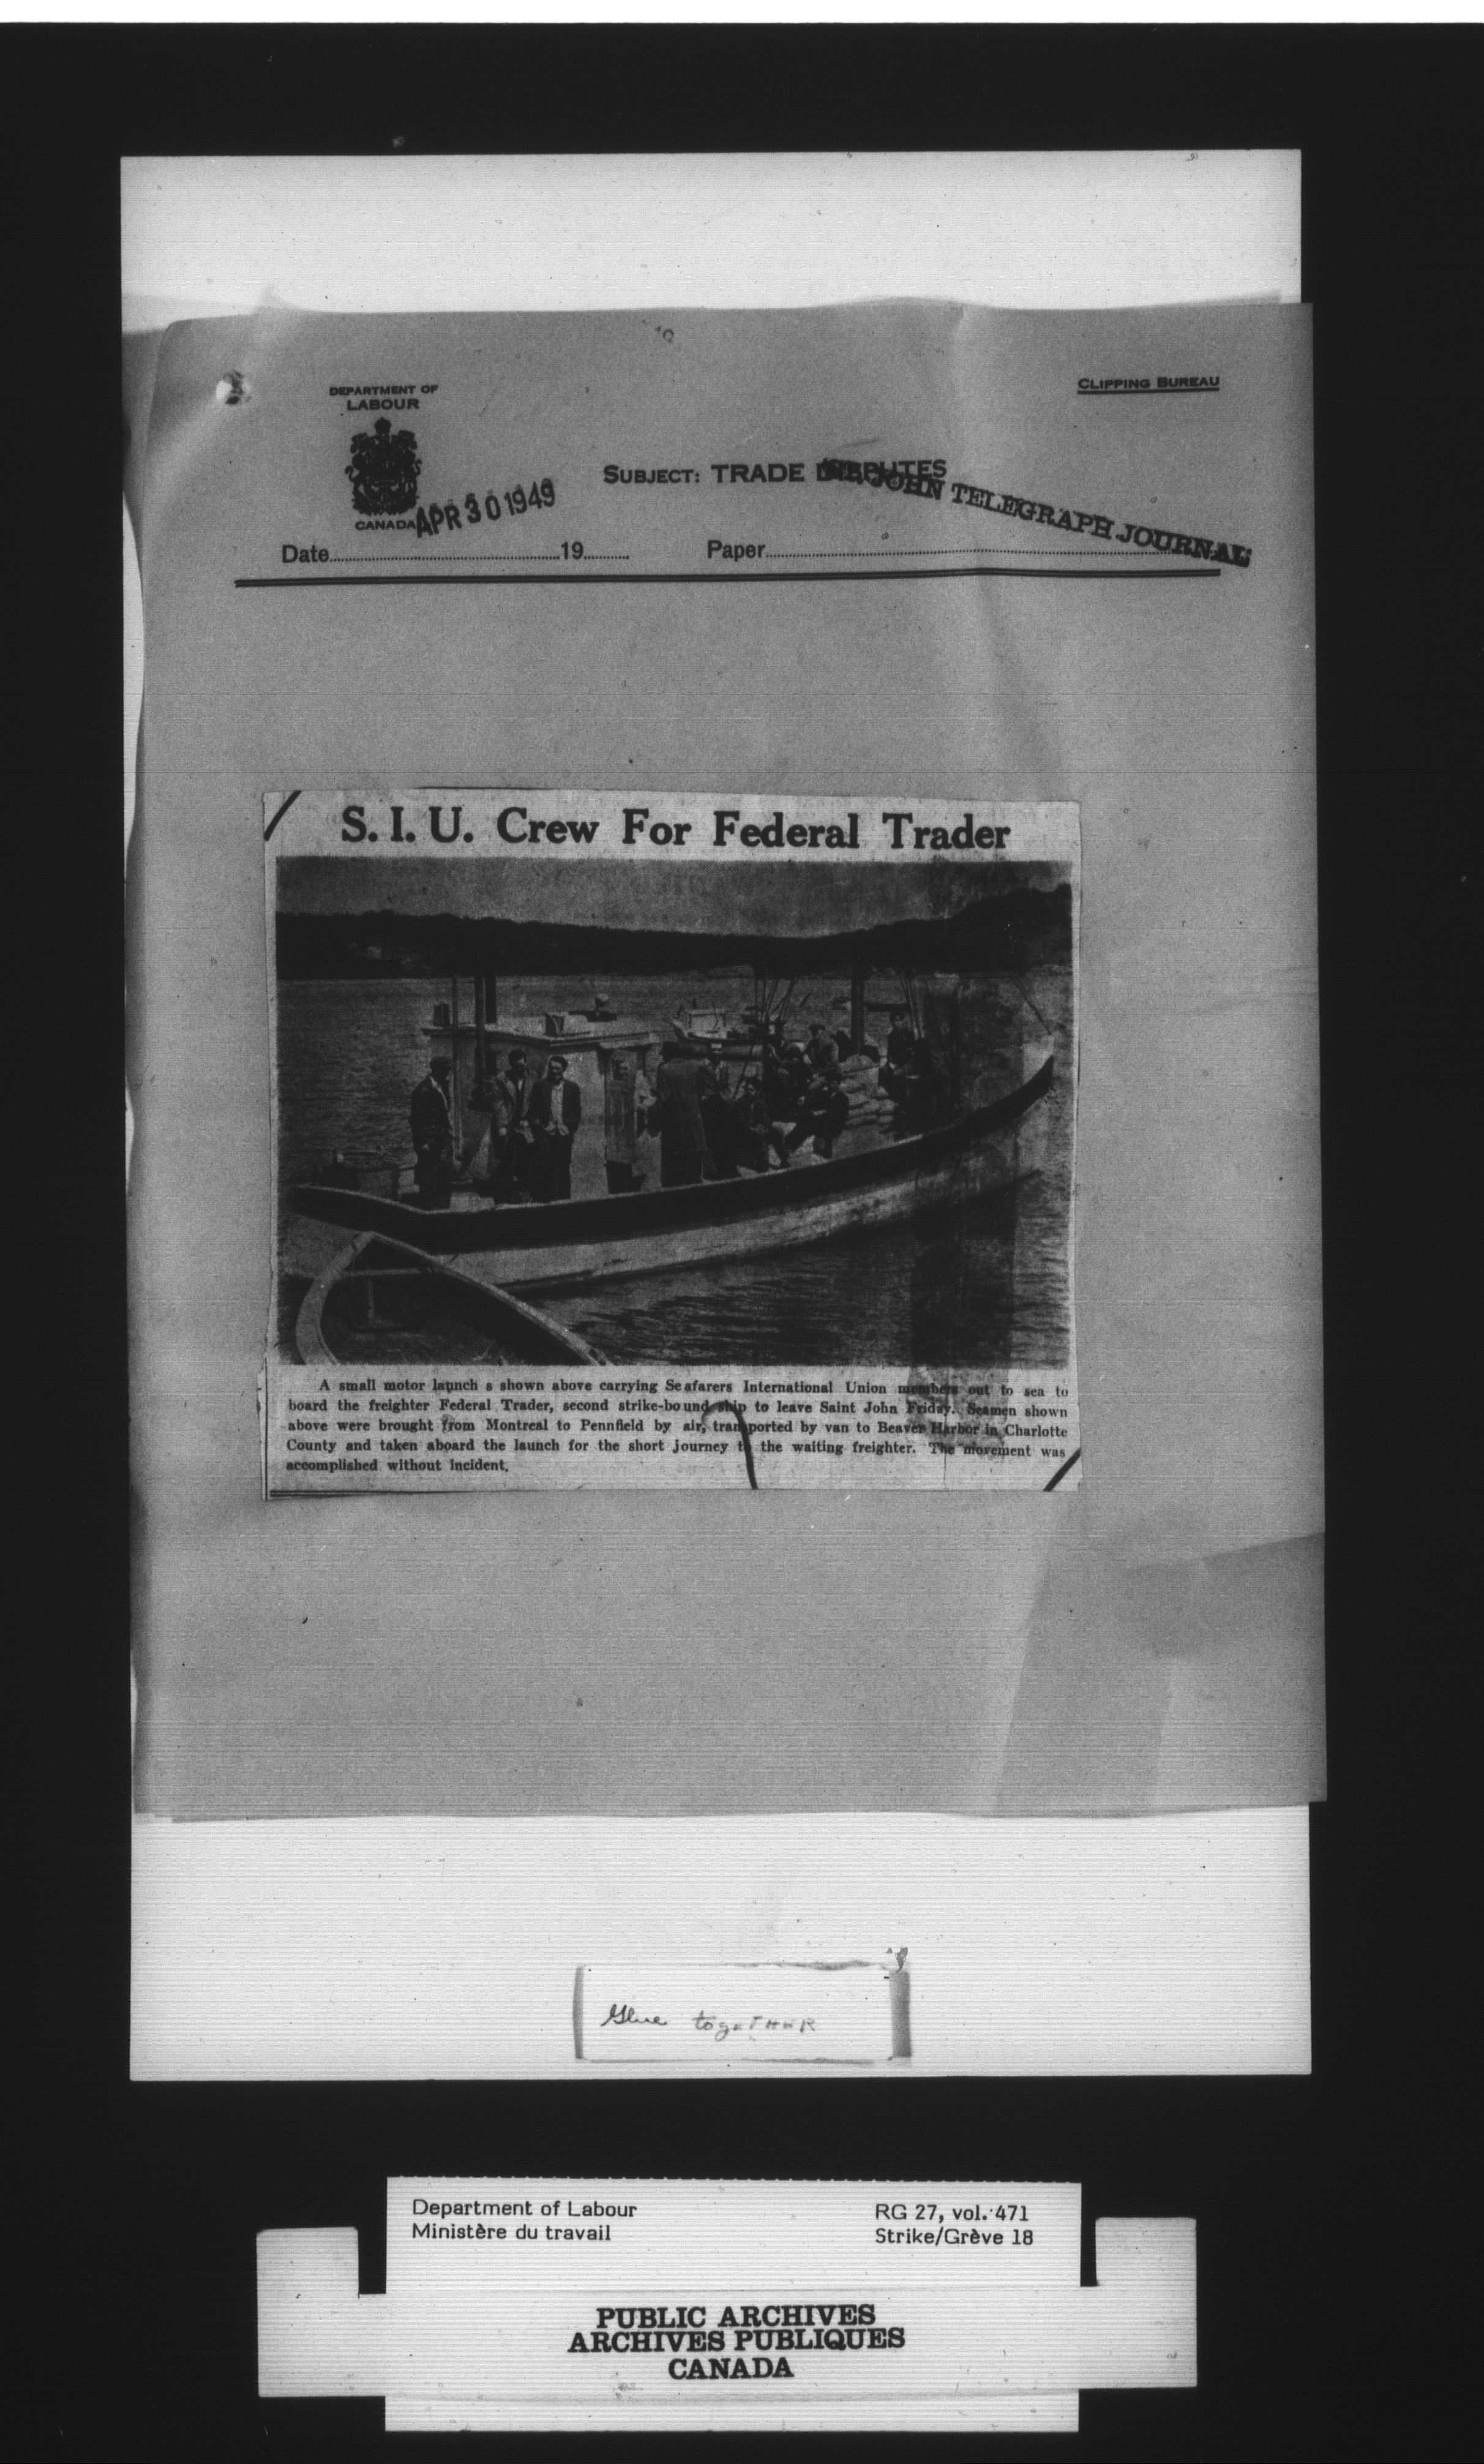 DEPARTMENT OF
LABOUR
CANADA
CLIPPING BUREAU
SUBJECT: TRADE DISPUTES
APR 30 1949
ST. JOHN TELEGRAPH JOURNAL
Date 19 Paper
S. I. U. Crew For Federal Trader
A small motor launch s shown above carrying Seafarers International Union members out to sea to
board the freighter Federal Trader, second strike-bound ship to leave Saint John Friday. Seamen shown
above were brought from Montreal to Pennfield by air, transported by van to Beaver Harbor in Charlotte
County and taken aboard the launch for the short journey to the waiting freighter. The movement was
accomplished without incident.
Glue togETHER
Department of Labour
Ministère du travail
RG 27, vol. 471
Strike/Grève 18
PUBLIC ARCHIVES
ARCHIVES PUBLIQUES
CANADA